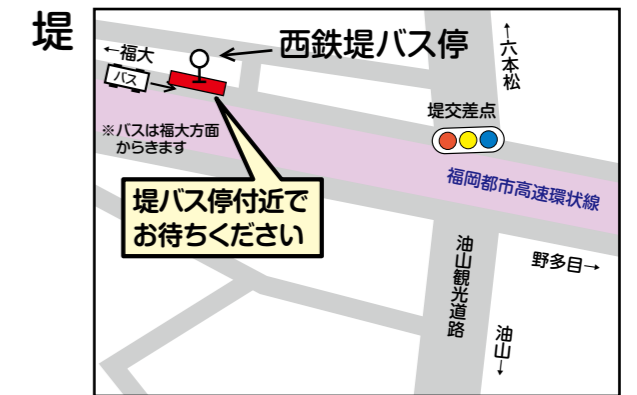 堤
西鉄堤バス停
←福大
バス
※バスは福大方面
からきます
堤バス停付近で
お待ちください
←六本松
堤交差点
福岡都市高速環状線
野多目→
油山観光道路
油山→